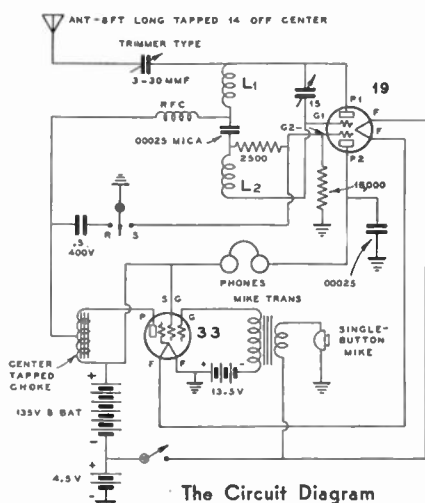 ANT-8FT LONG TAPPED 14 OFF CENTER
TRIMMER TYPE
3-30 MMF
L1
19
RFC
15
P1
F
G1
G2-
F
P2
00025 MICA
2500
L2
15,000
R S
.5
400V
00025
PHONES
S G
MIKE TRANS
P
G
33
SINGLE-
BUTTON
MIKE
CENTER
TAPPED
CHOKE
F F
+ -
13.5V
+
135V B BAT
-
+
4.5V
-
The Circuit Diagram